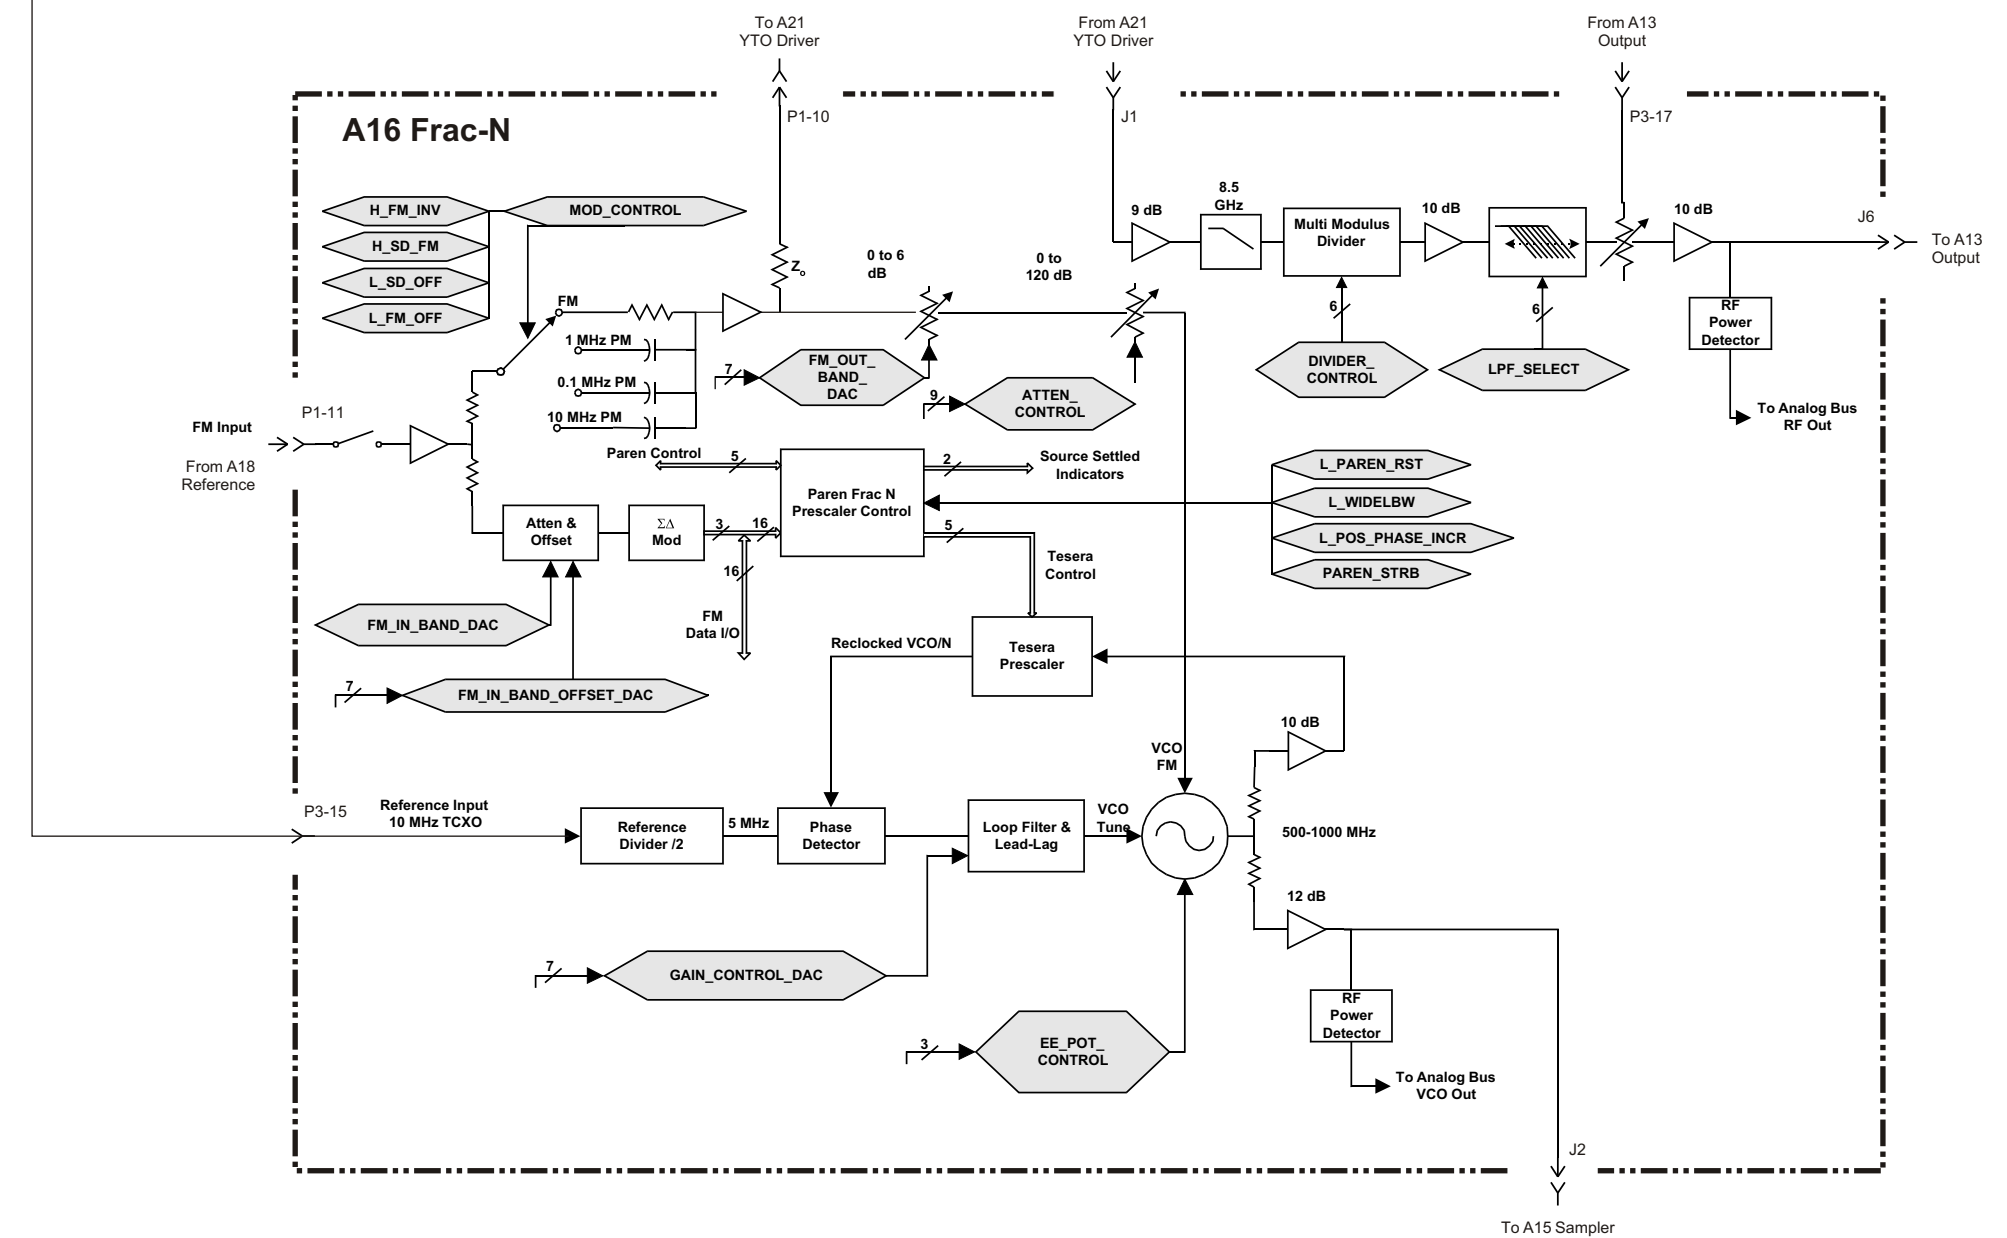 To A21
YTO Driver
From A21
YTO Driver
From A13
Output
P1-10
J1
P3-17
A16 Frac-N
H_FM_INV
MOD_CONTROL
H_SD_FM
L_SD_OFF
L_FM_OFF
Zo
0 to 6
dB
0 to
120 dB
9 dB
8.5
GHz
Multi Modulus
Divider
10 dB
10 dB
J6
To A13
Output
FM
1 MHz PM
0.1 MHz PM
10 MHz PM
7
FM_OUT_
BAND_
DAC
9
ATTEN_
CONTROL
6
DIVIDER_
CONTROL
6
LPF_SELECT
RF
Power
Detector
To Analog Bus
RF Out
FM Input
P1-11
From A18
Reference
Paren Control
5
Paren Frac N
Prescaler Control
2
Source Settled
Indicators
5
Tesera
Control
L_PAREN_RST
L_WIDELBW
L_POS_PHASE_INCR
PAREN_STRB
Atten &
Offset
ΣΔ
Mod
3
16
16
FM
Data I/O
FM_IN_BAND_DAC
7
FM_IN_BAND_OFFSET_DAC
Reclocked VCO/N
Tesera
Prescaler
10 dB
VCO
FM
P3-15
Reference Input
10 MHz TCXO
Reference
Divider /2
5 MHz
Phase
Detector
Loop Filter &
Lead-Lag
VCO
Tune
500-1000 MHz
12 dB
7
GAIN_CONTROL_DAC
3
EE_POT_
CONTROL
RF
Power
Detector
To Analog Bus
VCO Out
J2
To A15 Sampler